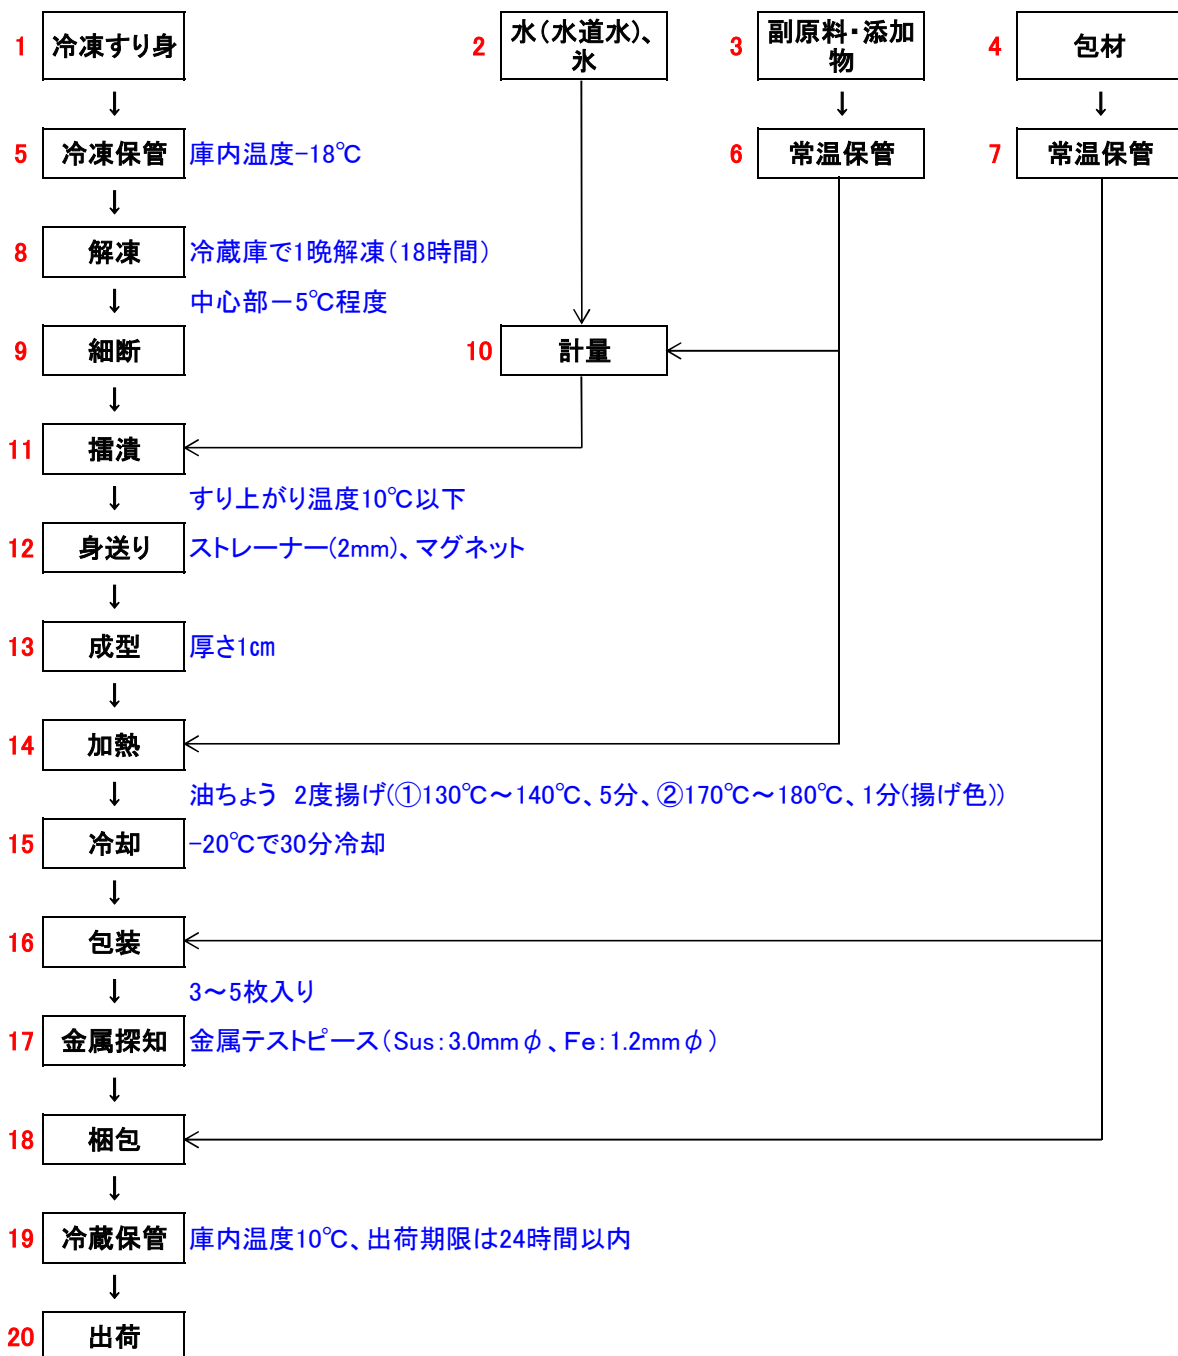 1 冷凍すり身
2 水(水道水)、
氷
3 副原料・添加
物
4 包材
↓ ↓ ↓
5 冷凍保管 庫内温度-18℃
6 常温保管
7 常温保管
↓
8 解凍 冷蔵庫で1晩解凍(18時間)
↓ 中心部－5℃程度
9 細断
10 計量
↓
11 擂潰
↓ すり上がり温度10℃以下
12 身送り ストレーナー(2mm)、マグネット
↓
13 成型 厚さ1㎝
↓
14 加熱
↓ 油ちょう 2度揚げ(①130℃～140℃、5分、②170℃～180℃、1分(揚げ色))
15 冷却 -20℃で30分冷却
↓
16 包装
↓ 3～5枚入り
17 金属探知 金属テストピース(Sus:3.0mmφ、Fe:1.2mmφ)
↓
18 梱包
↓
19 冷蔵保管 庫内温度10℃、出荷期限は24時間以内
↓
20 出荷